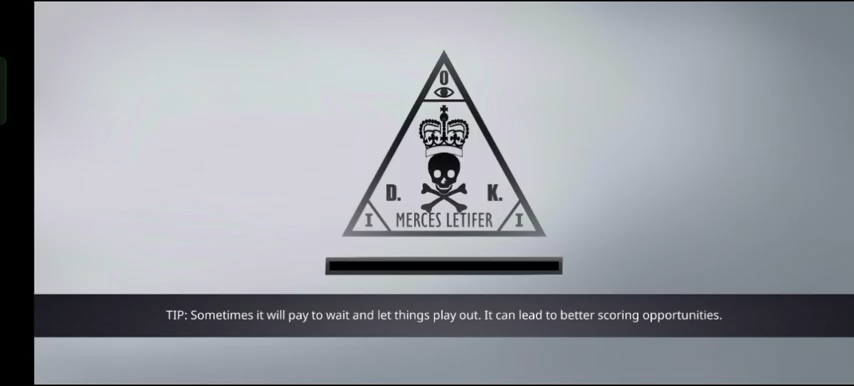 O
D. K.
I MERCES LETIFER I
TIP: Sometimes it will pay to wait and let things play out. It can lead to better scoring opportunities.